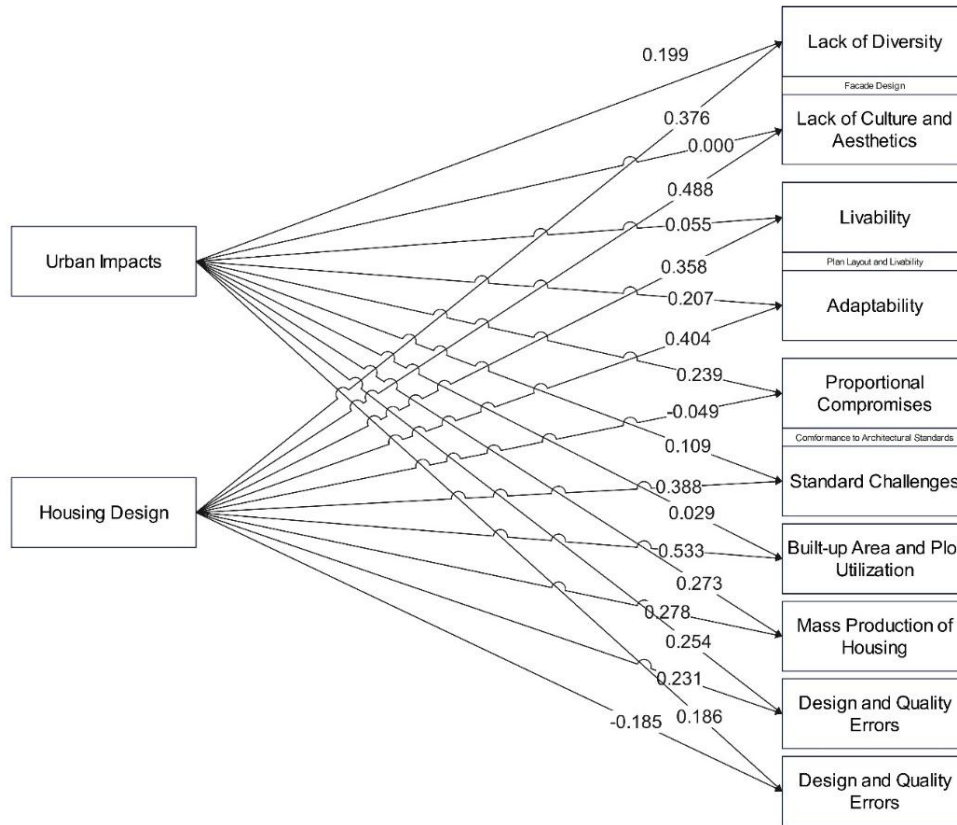 Lack of Diversity
0.199
Facade Design
0.376
Lack of Culture and
Aesthetics
0.000
0.488
Livability
0.055
Urban Impacts
0.358
Plan Layout and Livability
0.207
Adaptability
0.404
0.239
Proportional
Compromises
-0.049
Comformance to Architectural Standards
0.109
Standard Challenges
0.388
Housing Design
0.029
Built-up Area and Plo
Utilization
0.533
0.273
0.278
Mass Production of
Housing
0.254
0.231
Design and Quality
Errors
-0.185
0.186
Design and Quality
Errors